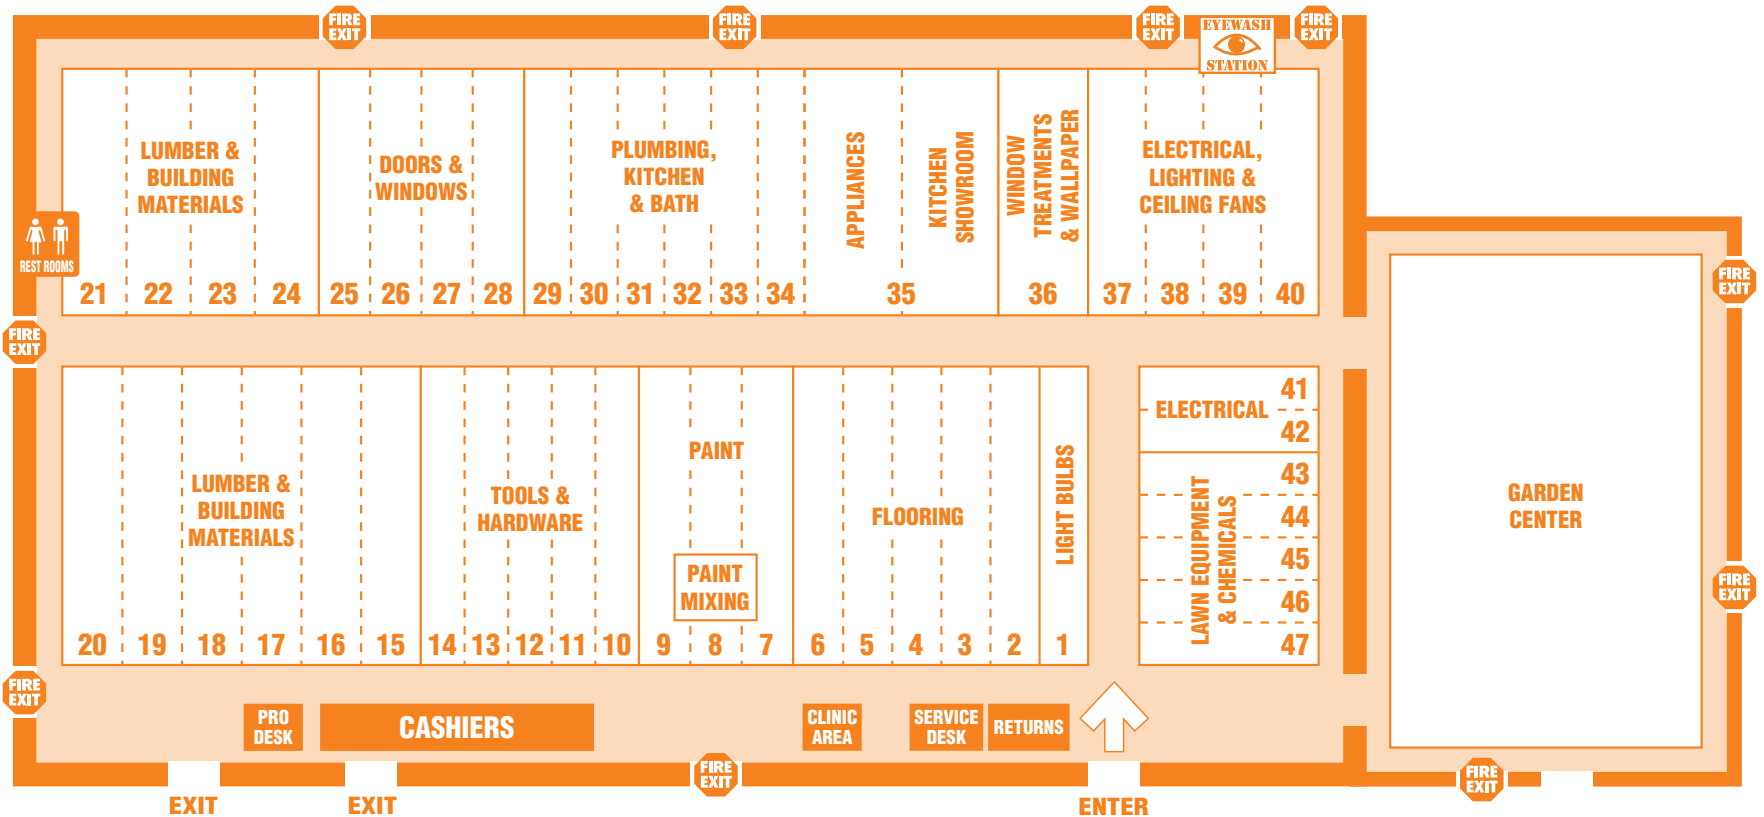 FIRE
EXIT
FIRE
EXIT
FIRE
EXIT
EYEWASH
STATION
FIRE
EXIT
LUMBER &
BUILDING
MATERIALS
DOORS &
WINDOWS
PLUMBING,
KITCHEN
& BATH
APPLIANCES
KITCHEN
SHOWROOM
WINDOW
TREATMENTS
& WALLPAPER
ELECTRICAL,
LIGHTING &
CEILING FANS
REST ROOMS
21 22 23 24 25 26 27 28 29 30 31 32 33 34 35 36 37 38 39 40
FIRE
EXIT
FIRE
EXIT
LUMBER &
BUILDING
MATERIALS
TOOLS &
HARDWARE
PAINT
PAINT
MIXING
FLOORING
LIGHT BULBS
ELECTRICAL
41
42
LAWN EQUIPMENT
& CHEMICALS
43
44
45
46
47
GARDEN
CENTER
FIRE
EXIT
20 19 18 17 16 15 14 13 12 11 10 9 8 7 6 5 4 3 2 1
FIRE
EXIT
PRO
DESK
CASHIERS
CLINIC
AREA
SERVICE
DESK
RETURNS
FIRE
EXIT
FIRE
EXIT
EXIT
EXIT
ENTER